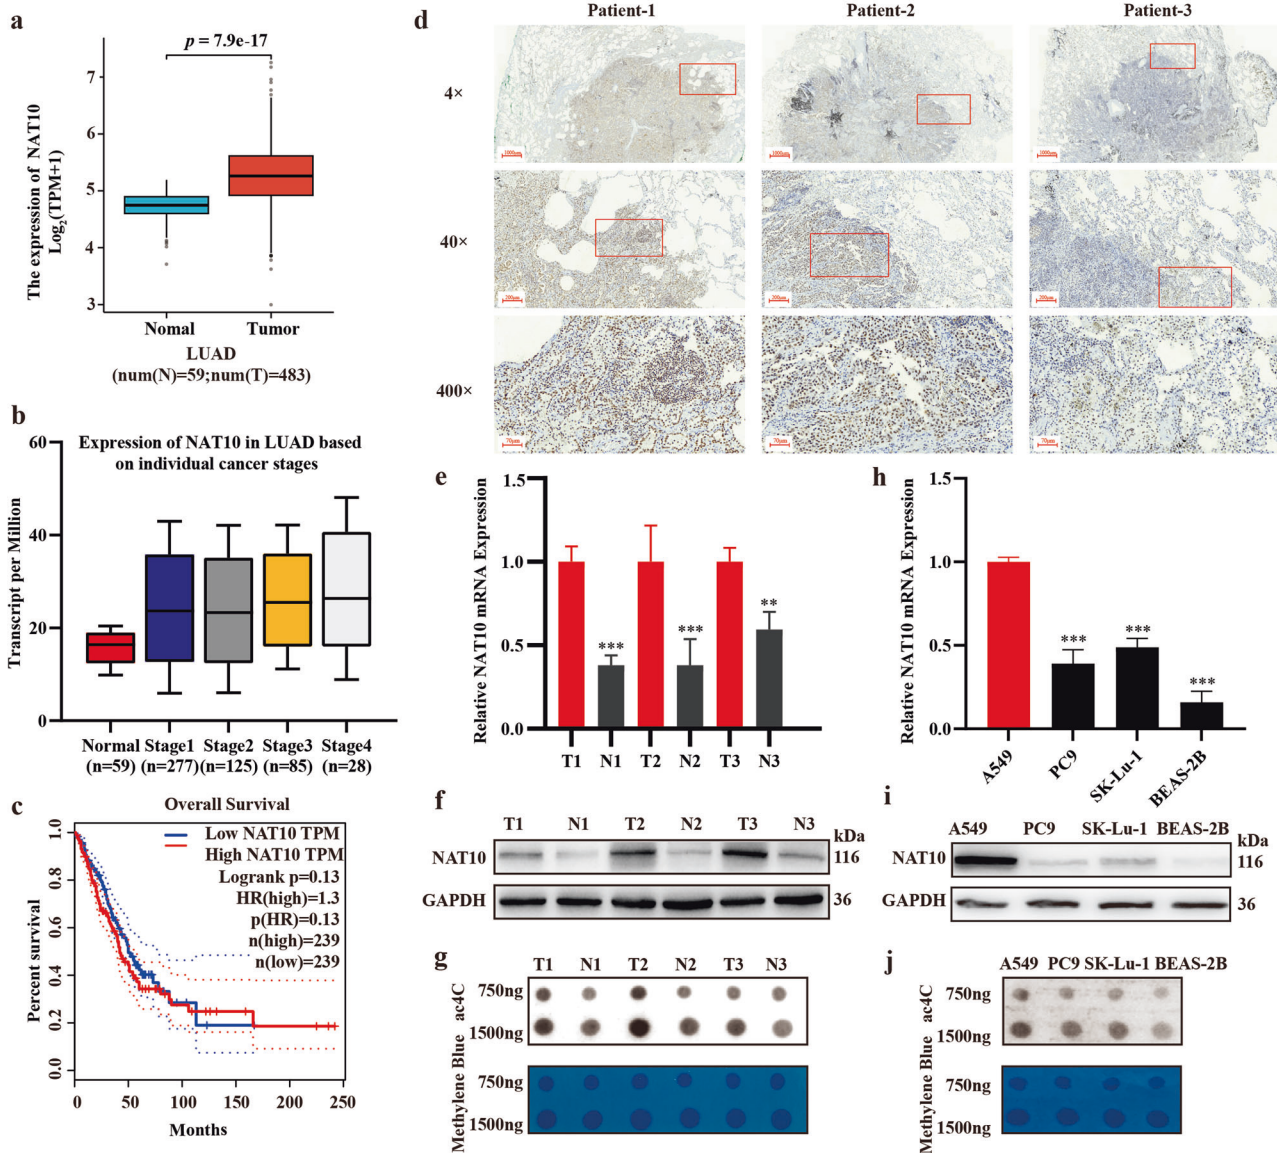 a
p = 7.9e-17
The expression of NAT10
Log2(TPM+1)
7
6
5
4
3
Nomal
Tumor
LUAD
(num(N)=59;num(T)=483)
b
Expression of NAT10 in LUAD based
on individual cancer stages
Transcript per Million
60
40
20
0
Normal Stage1 Stage2 Stage3 Stage4
(n=59) (n=277) (n=125) (n=85) (n=28)
c
Overall Survival
Low NAT10 TPM
High NAT10 TPM
Logrank p=0.13
HR(high)=1.3
p(HR)=0.13
n(high)=239
n(low)=239
Percent survival
1.0
0.8
0.6
0.4
0.2
0.0
0 50 100 150 200 250
Months
d
Patient-1 Patient-2 Patient-3
4×
1000μm 1000μm 1000μm
40×
200μm 200μm 200μm
400×
70μm 70μm 70μm
e
Relative NAT10 mRNA Expression
1.5
1.0
0.5
0.0
*** *** **
T1 N1 T2 N2 T3 N3
f
T1 N1 T2 N2 T3 N3
kDa
NAT10 116
GAPDH 36
g
T1 N1 T2 N2 T3 N3
ac4C
750ng
1500ng
Methylene Blue
750ng
1500ng
h
Relative NAT10 mRNA Expression
1.5
1.0
0.5
0.0
*** *** ***
A549 PC9 SK-Lu-1 BEAS-2B
i
A549 PC9 SK-Lu-1 BEAS-2B
kDa
NAT10 116
GAPDH 36
j
A549 PC9 SK-Lu-1 BEAS-2B
ac4C
750ng
1500ng
Methylene Blue
750ng
1500ng